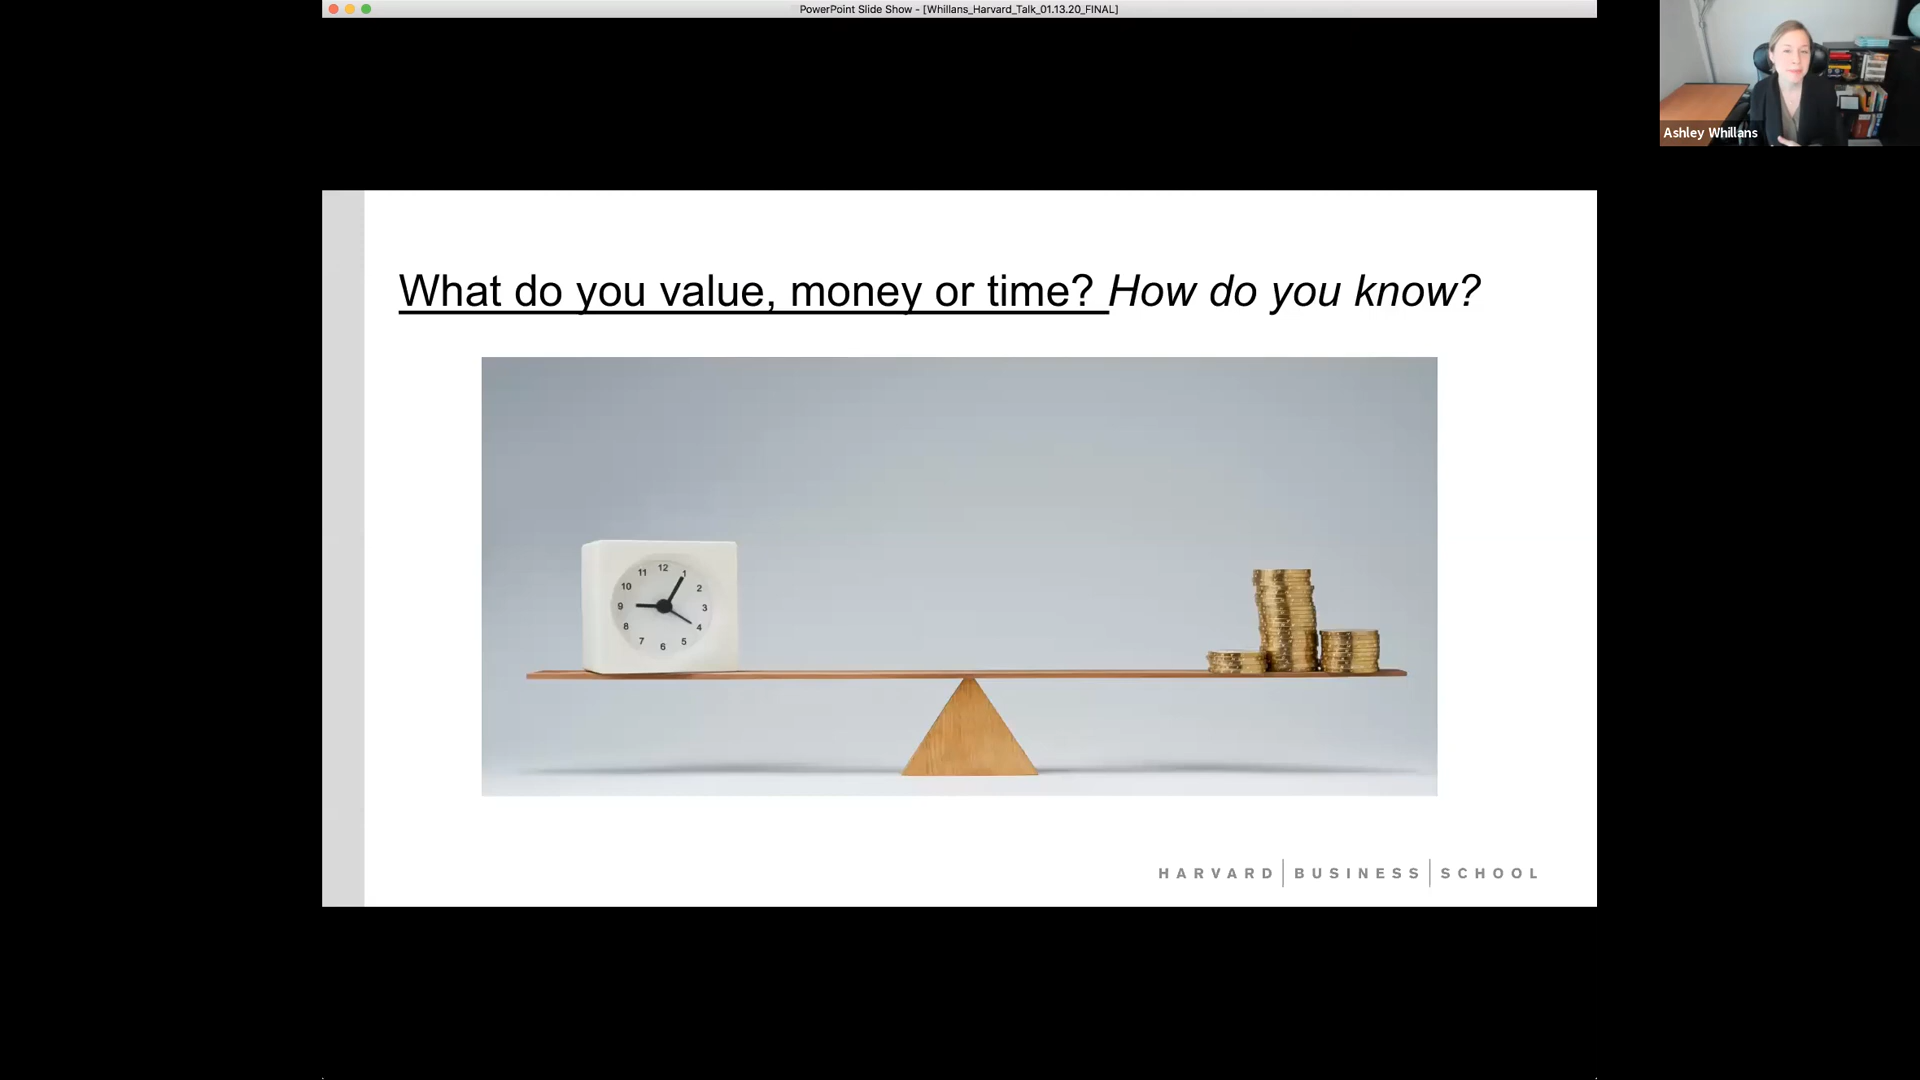 PowerPoint Slide Show - [Whillans_Harvard_Talk_01.13.20_FINAL]
Ashley Whillans
What do you value, money or time? How do you know?
12
11 1
10 2
9 3
8 4
7 5
6
HARVARD | BUSINESS | SCHOOL